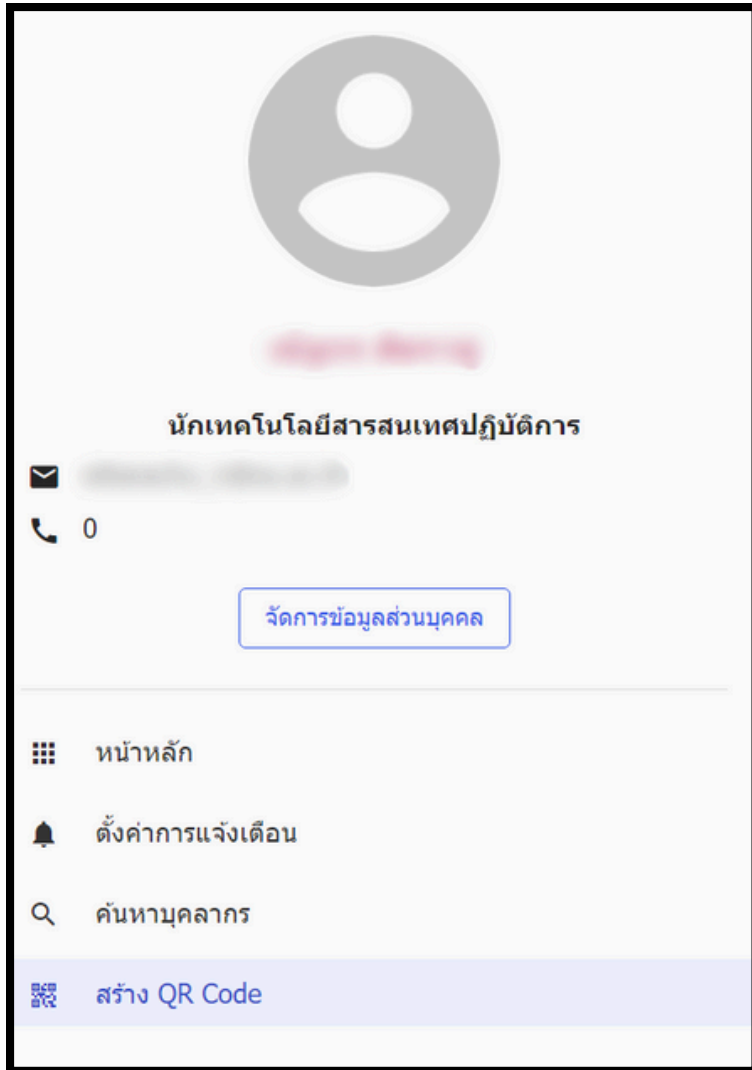 นักเทคโนโลยีสารสนเทศปฏิบัติการ
0
จัดการข้อมูลส่วนบุคคล
หน้าหลัก
ตั้งค่าการแจ้งเตือน
ค้นหาบุคลากร
สร้าง QR Code